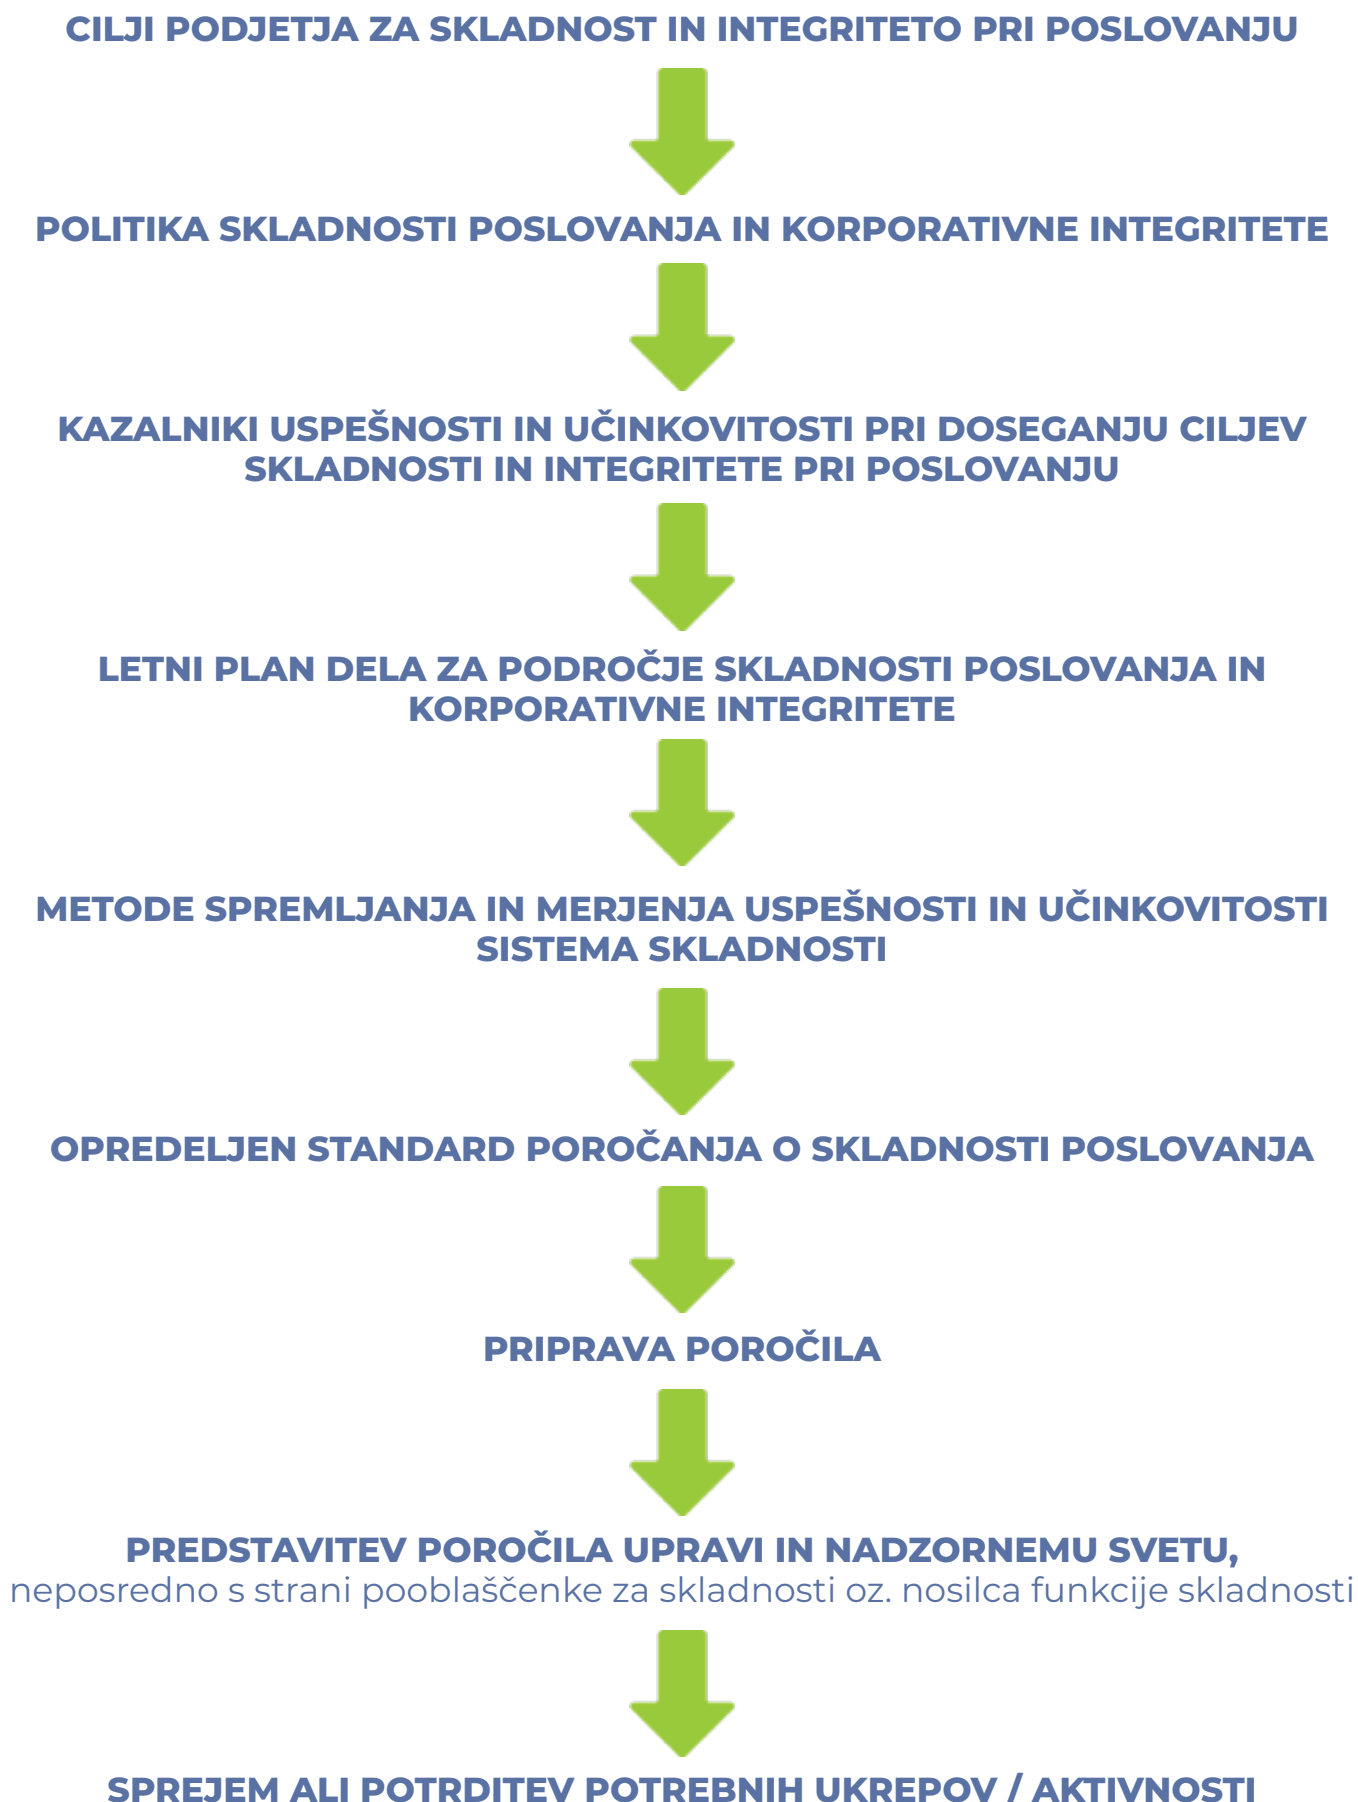 CILJI PODJETJA ZA SKLADNOST IN INTEGRITETO PRI POSLOVANJU
POLITIKA SKLADNOSTI POSLOVANJA IN KORPORATIVNE INTEGRITETE
KAZALNIKI USPEŠNOSTI IN UČINKOVITOSTI PRI DOSEGANJU CILJEV
SKLADNOSTI IN INTEGRITETE PRI POSLOVANJU
LETNI PLAN DELA ZA PODROČJE SKLADNOSTI POSLOVANJA IN
KORPORATIVNE INTEGRITETE
METODE SPREMLJANJA IN MERJENJA USPEŠNOSTI IN UČINKOVITOSTI
SISTEMA SKLADNOSTI
OPREDELJEN STANDARD POROČANJA O SKLADNOSTI POSLOVANJA
PRIPRAVA POROČILA
PREDSTAVITEV POROČILA UPRAVI IN NADZORNEMU SVETU,
neposredno s strani pooblaščenke za skladnosti oz. nosilca funkcije skladnosti
SPREJEM ALI POTRDITEV POTREBNIH UKREPOV / AKTIVNOSTI